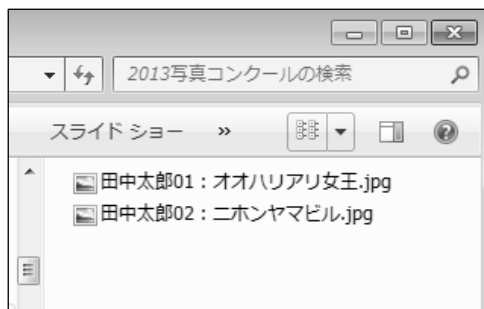 2013写真コンクールの検索
スライド ショー »
田中太郎01：オオハリアリ女王.jpg
田中太郎02：ニホンヤマビル.jpg